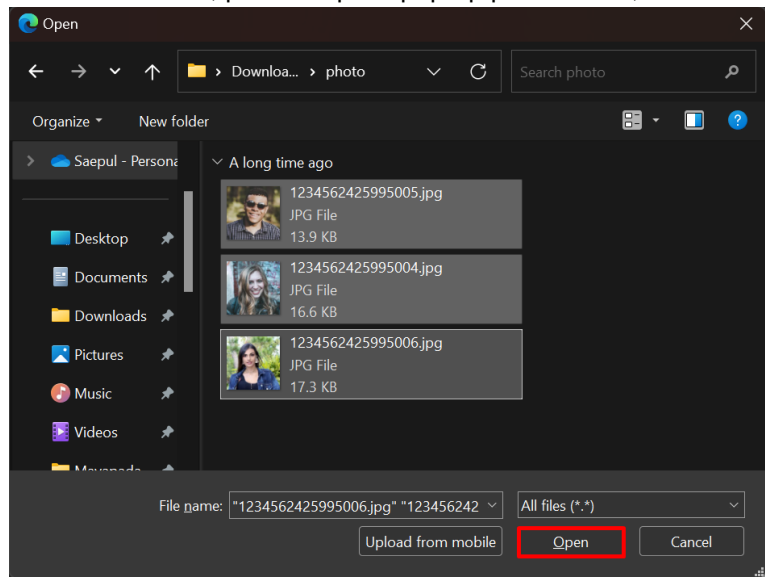 Open
Downloa... > photo
Search photo
Organize
New folder
Saepul - Persona
A long time ago
1234562425995005.jpg
JPG File
13.9 KB
Desktop
1234562425995004.jpg
JPG File
16.6 KB
Documents
Downloads
1234562425995006.jpg
JPG File
17.3 KB
Pictures
Music
Videos
File name: "1234562425995006.jpg" "123456242
All files (*.*)
Upload from mobile
Open
Cancel